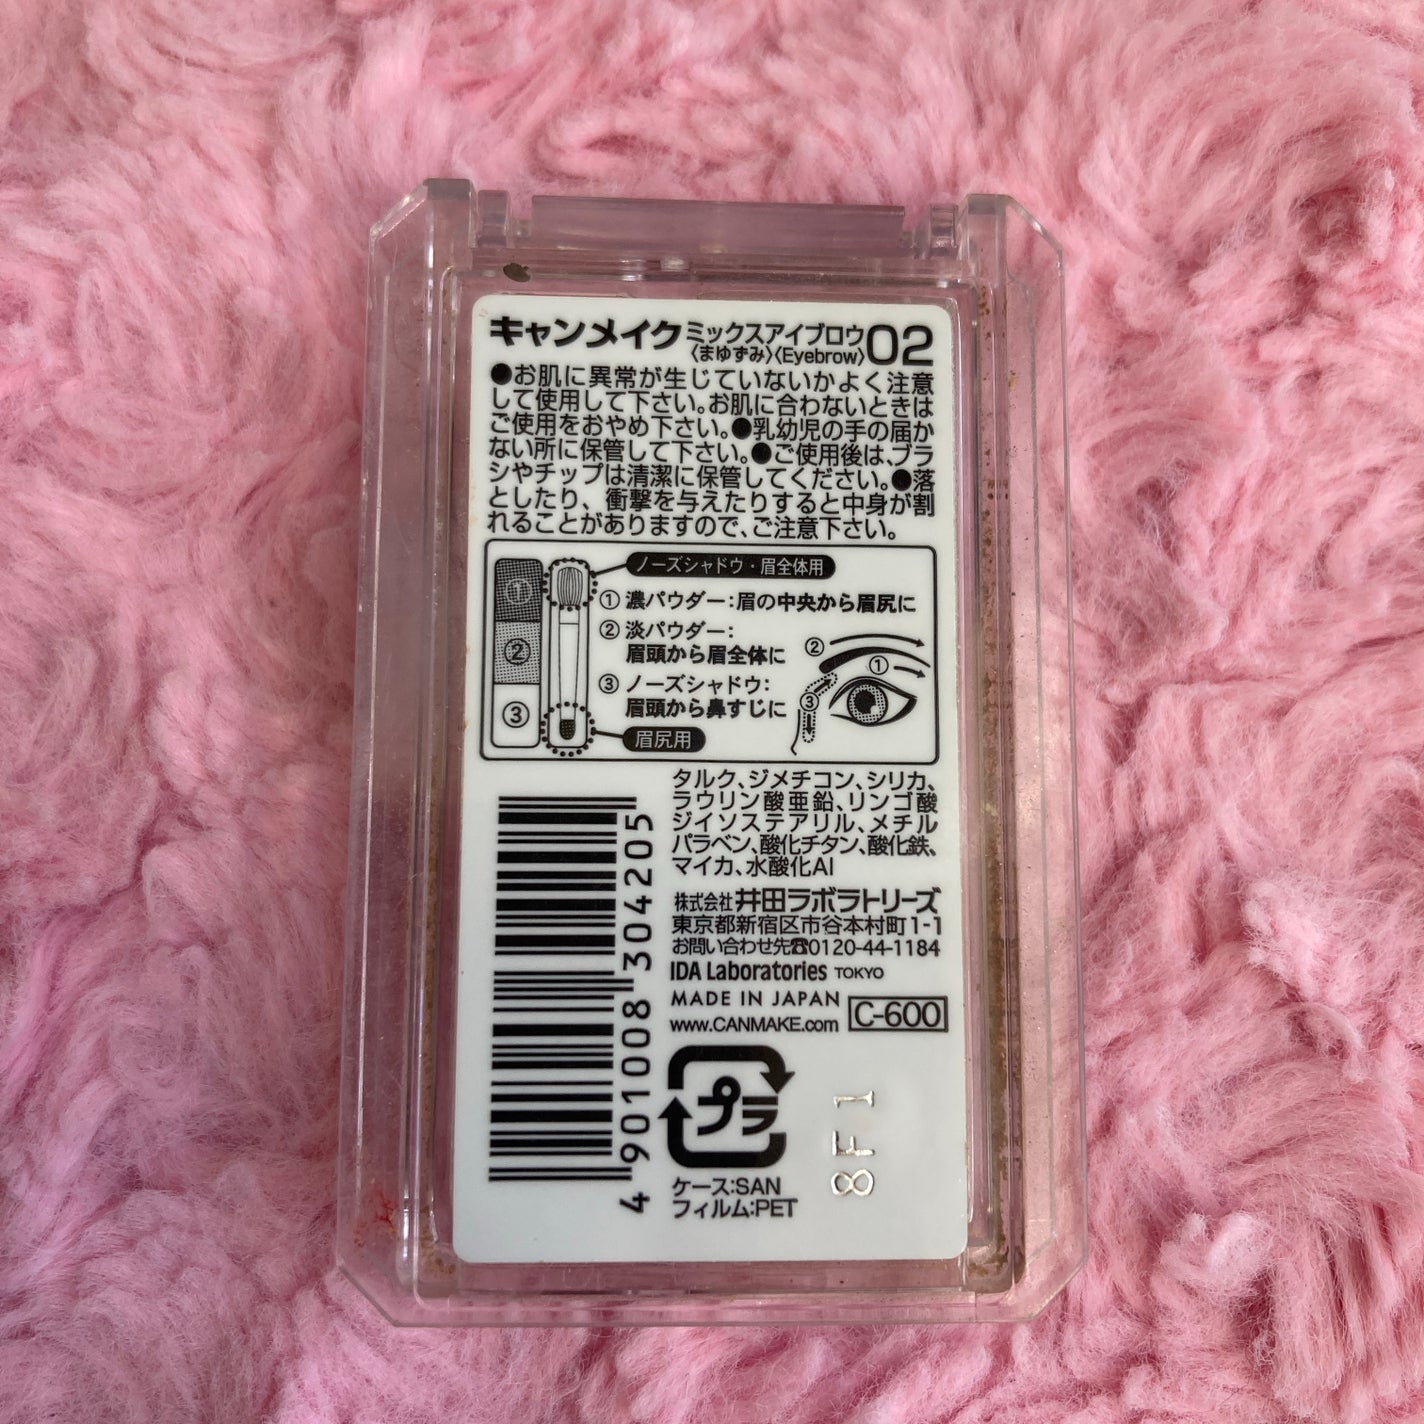 キャンメイク ミックスアイブロウ 02
〈まゆずみ〉〈Eyebrow〉
●お肌に異常が生じていないかよく注意
して使用して下さい。お肌に合わないときは
ご使用をおやめ下さい。●乳幼児の手の届か
ない所に保管して下さい。●ご使用後は、ブラ
シやチップは清潔に保管してください。●落
としたり、衝撃を与えたりすると中身が割
れることがありますので、ご注意下さい。
ノーズシャドウ・眉全体用
① 濃パウダー:眉の中央から眉尻に
② 淡パウダー:
眉頭から眉全体に
③ ノーズシャドウ:
眉頭から鼻すじに
眉尻用
①
②
③
②
①
③
タルク、ジメチコン、シリカ、
ラウリン酸亜鉛、リンゴ酸
ジイソステアリル、メチル
パラベン、酸化チタン、酸化鉄、
マイカ、水酸化Al
株式会社 井田ラボラトリーズ
東京都新宿区市谷本村町1-1
お問い合わせ先☎0120-44-1184
IDA Laboratories TOKYO
MADE IN JAPAN
www.CANMAKE.com C-600
4 901008 304205
プラ
8F1
ケース:SAN
フィルム:PET